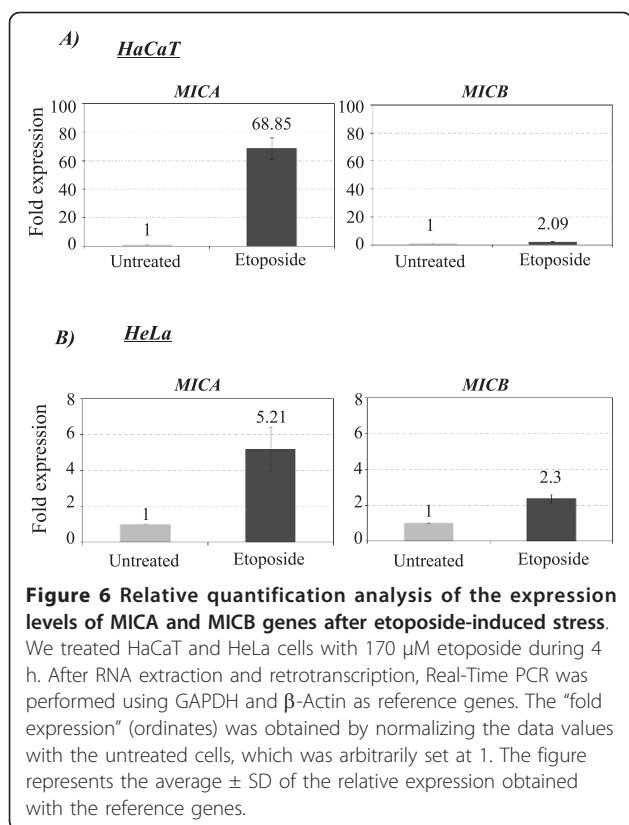 A) HaCaT
MICA
MICB
Fold expression
100
80
60
40
20
0
68.85
1
Untreated
Etoposide
100
80
60
40
20
0
1
2.09
Untreated
Etoposide
B) HeLa
MICA
MICB
Fold expression
8
6
4
2
0
5.21
1
Untreated
Etoposide
8
6
4
2
0
2.3
1
Untreated
Etoposide
Figure 6 Relative quantification analysis of the expression
levels of MICA and MICB genes after etoposide-induced stress.
We treated HaCaT and HeLa cells with 170 μM etoposide during 4
h. After RNA extraction and retrotranscription, Real-Time PCR was
performed using GAPDH and β-Actin as reference genes. The “fold
expression” (ordinates) was obtained by normalizing the data values
with the untreated cells, which was arbitrarily set at 1. The figure
represents the average ± SD of the relative expression obtained
with the reference genes.